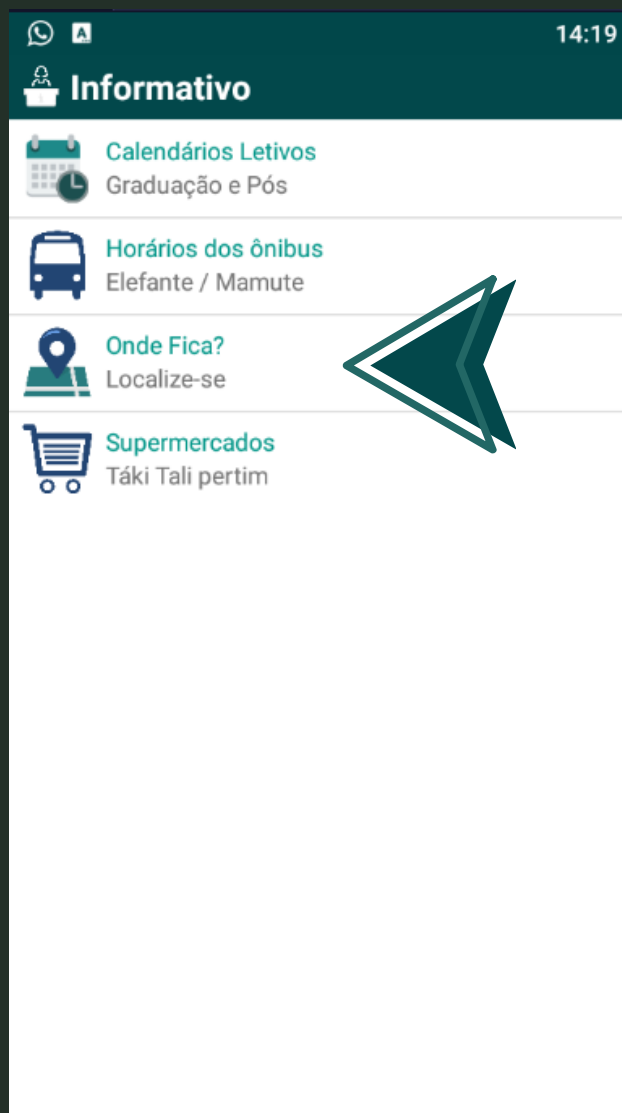 14:19
Informativo
Calendários Letivos
Graduação e Pós
Horários dos ônibus
Elefante / Mamute
Onde Fica?
Localize-se
Supermercados
Táki Tali pertim